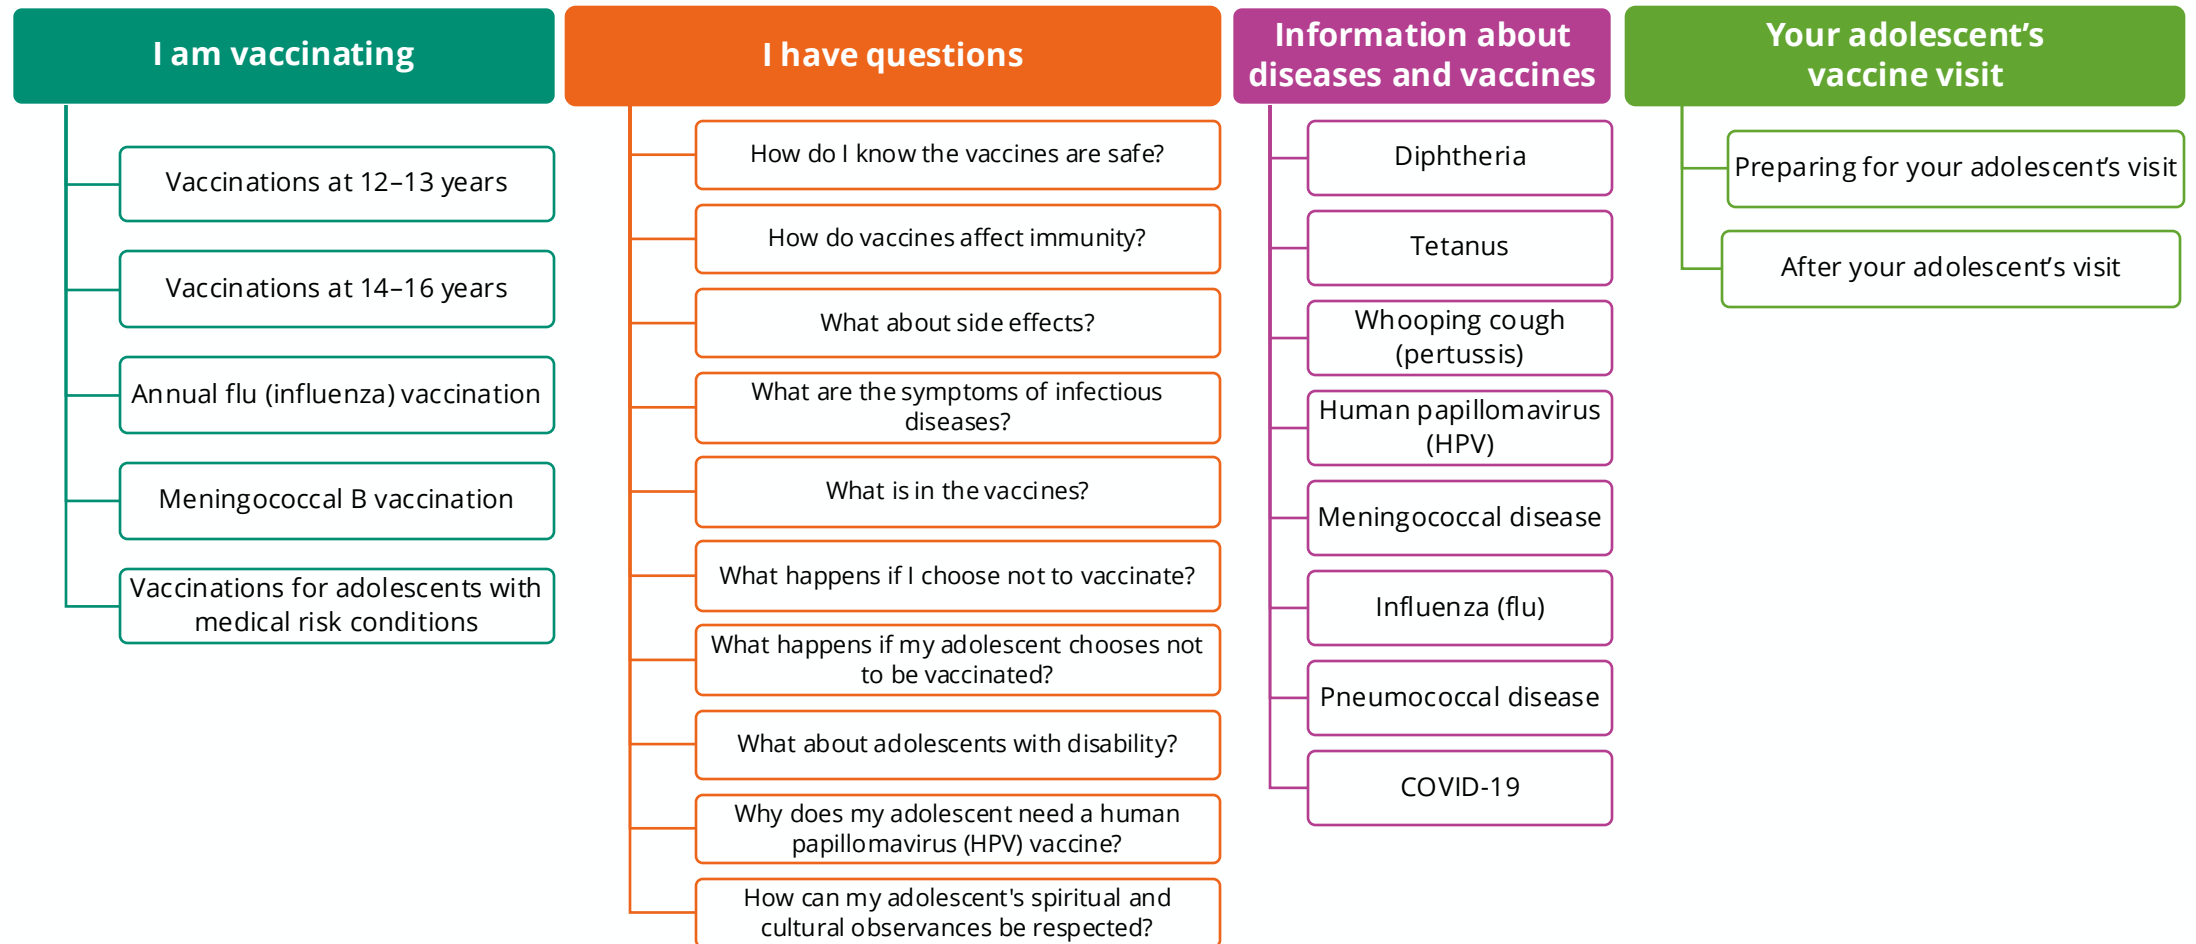 I am vaccinating
Vaccinations at 12–13 years
Vaccinations at 14–16 years
Annual flu (influenza) vaccination
Meningococcal B vaccination
Vaccinations for adolescents with
medical risk conditions
I have questions
How do I know the vaccines are safe?
How do vaccines affect immunity?
What about side effects?
What are the symptoms of infectious
diseases?
What is in the vaccines?
What happens if I choose not to vaccinate?
What happens if my adolescent chooses not
to be vaccinated?
What about adolescents with disability?
Why does my adolescent need a human
papillomavirus (HPV) vaccine?
How can my adolescent's spiritual and
cultural observances be respected?
Information about
diseases and vaccines
Diphtheria
Tetanus
Whooping cough
(pertussis)
Human papillomavirus
(HPV)
Meningococcal disease
Influenza (flu)
Pneumococcal disease
COVID-19
Your adolescent’s
vaccine visit
Preparing for your adolescent’s visit
After your adolescent’s visit